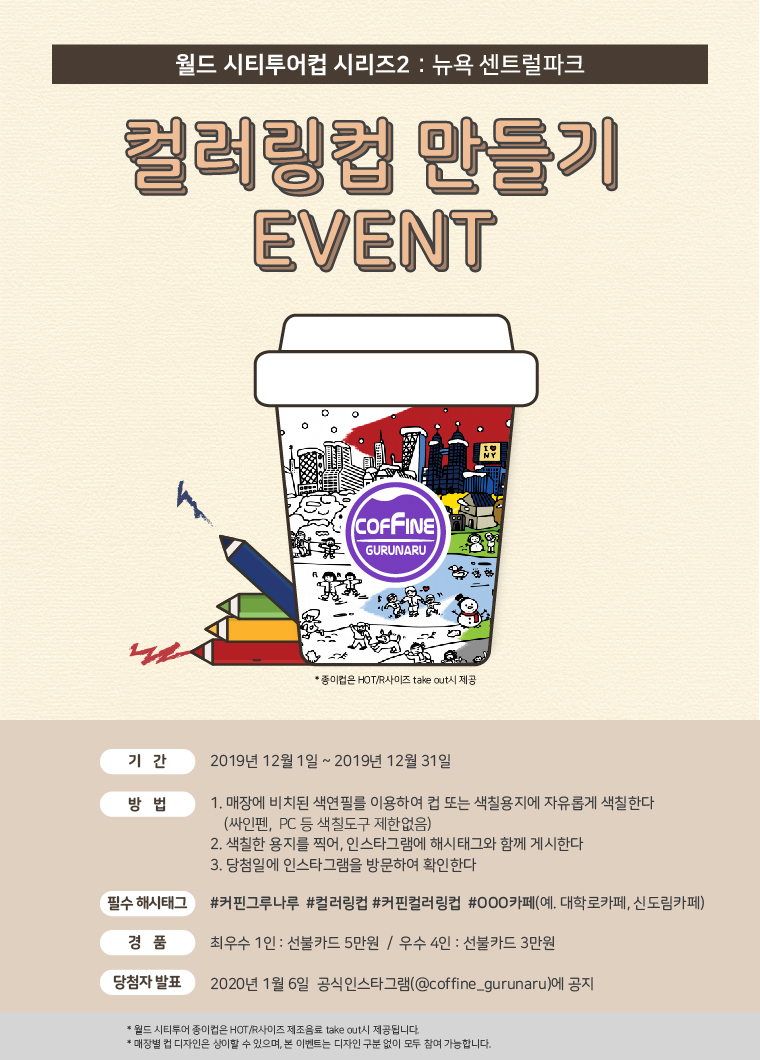 월드 시티투어컵 시리즈2 : 뉴욕 센트럴파크
컬러링컵 만들기
EVENT
I NY
COFFINE
GURUNARU
* 종이컵은 HOT/R사이즈 take out시 제공
기 간
2019년 12월 1일 ~ 2019년 12월 31일
방 법
1. 매장에 비치된 색연필를 이용하여 컵 또는 색칠용지에 자유롭게 색칠한다
(싸인펜, PC 등 색칠도구 제한없음)
2. 색칠한 용지를 찍어, 인스타그램에 해시태그와 함께 게시한다
3. 당첨일에 인스타그램을 방문하여 확인한다
필수 해시태그
#커핀그루나루 #컬러링컵 #커핀컬러링컵 #OOO카페(예. 대학로카페, 신도림카페)
경 품
최우수 1인 : 선불카드 5만원 / 우수 4인 : 선불카드 3만원
당첨자 발표
2020년 1월 6일 공식인스타그램(@coffine_gurunaru)에 공지
* 월드 시티투어 종이컵은 HOT/R사이즈 제조음료 take out시 제공됩니다.
* 매장별 컵 디자인은 상이할 수 있으며, 본 이벤트는 디자인 구분 없이 모두 참여 가능합니다.